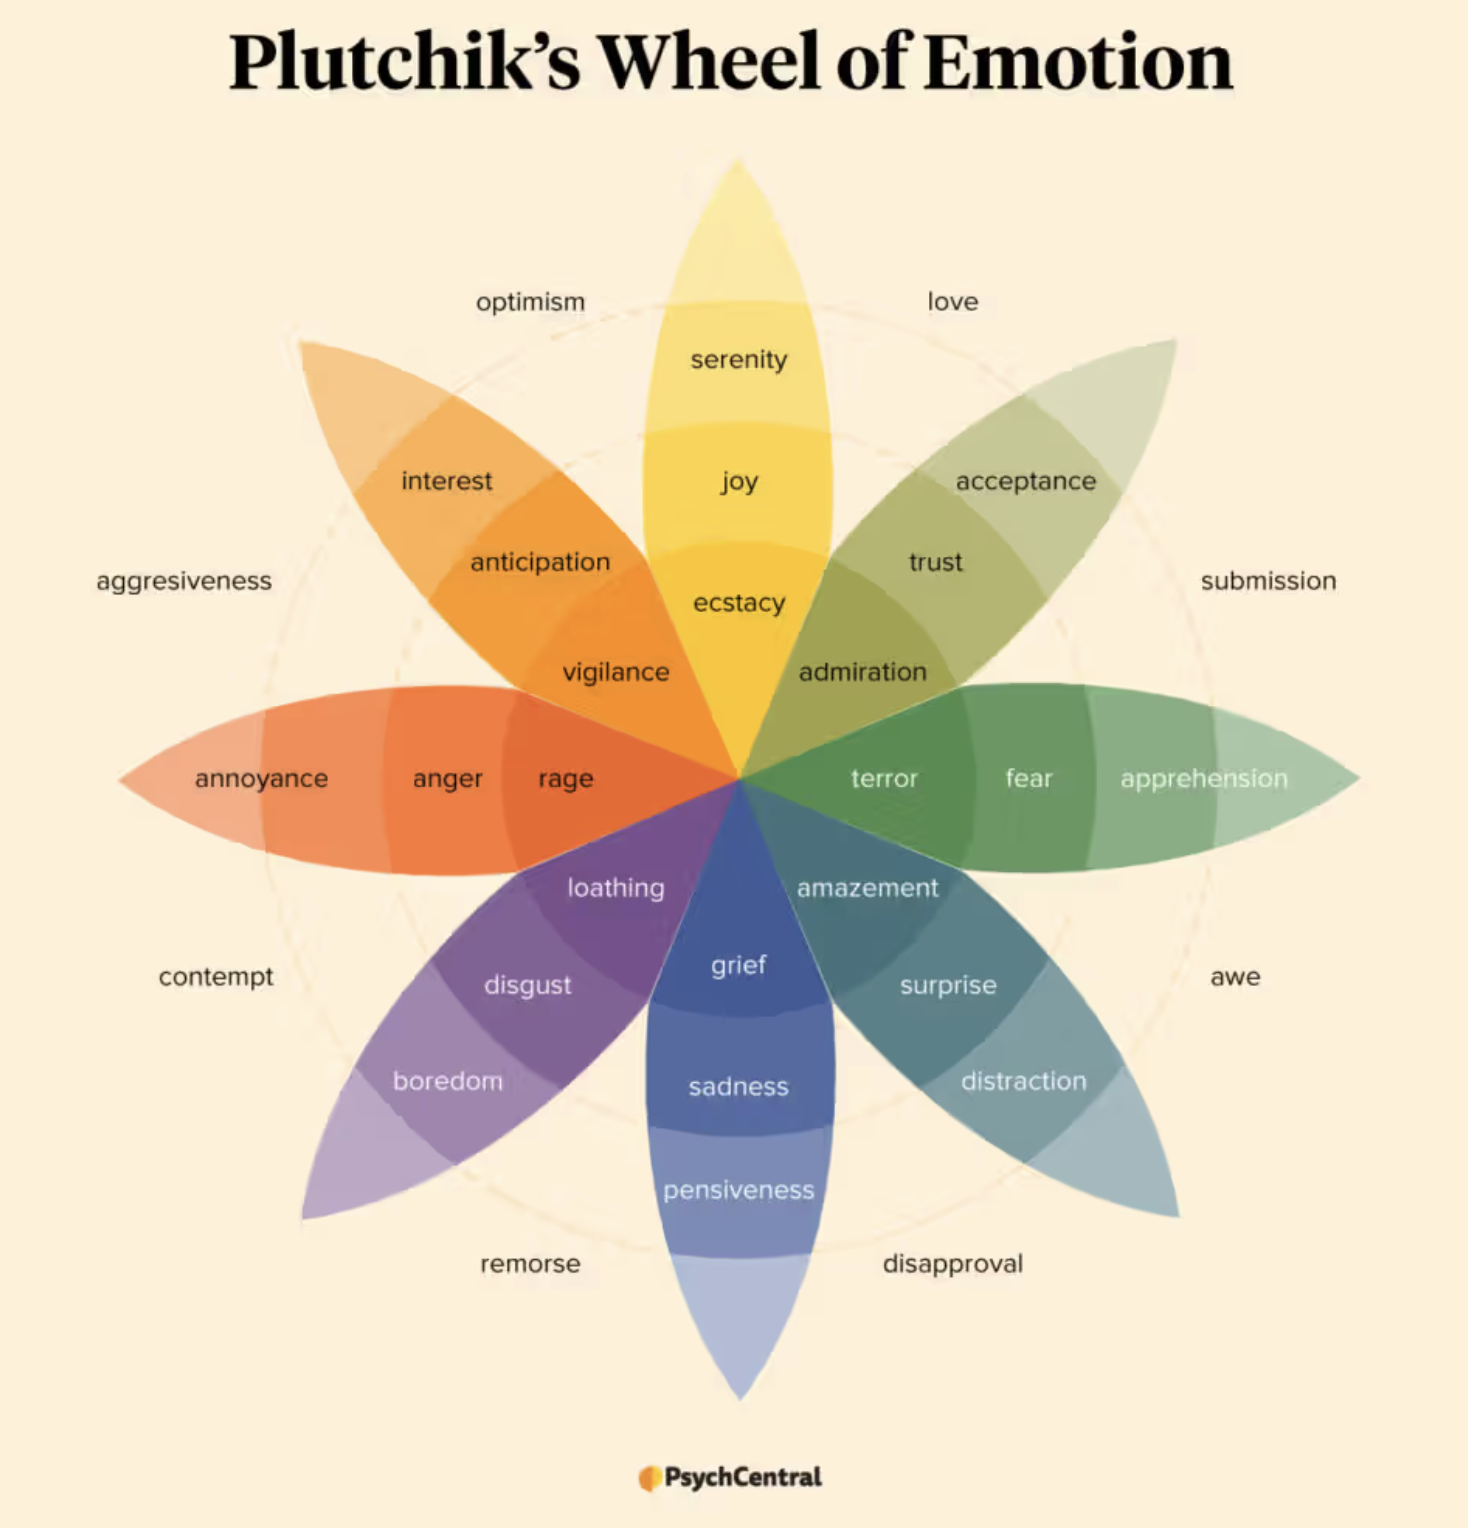 Plutchik's Wheel of Emotion
optimism
love
serenity
interest
joy
acceptance
anticipation
trust
aggresiveness
submission
ecstacy
vigilance
admiration
annoyance
anger
rage
terror
fear
apprehension
loathing
amazement
grief
contempt
disgust
surprise
awe
boredom
sadness
distraction
pensiveness
remorse
disapproval
PsychCentral